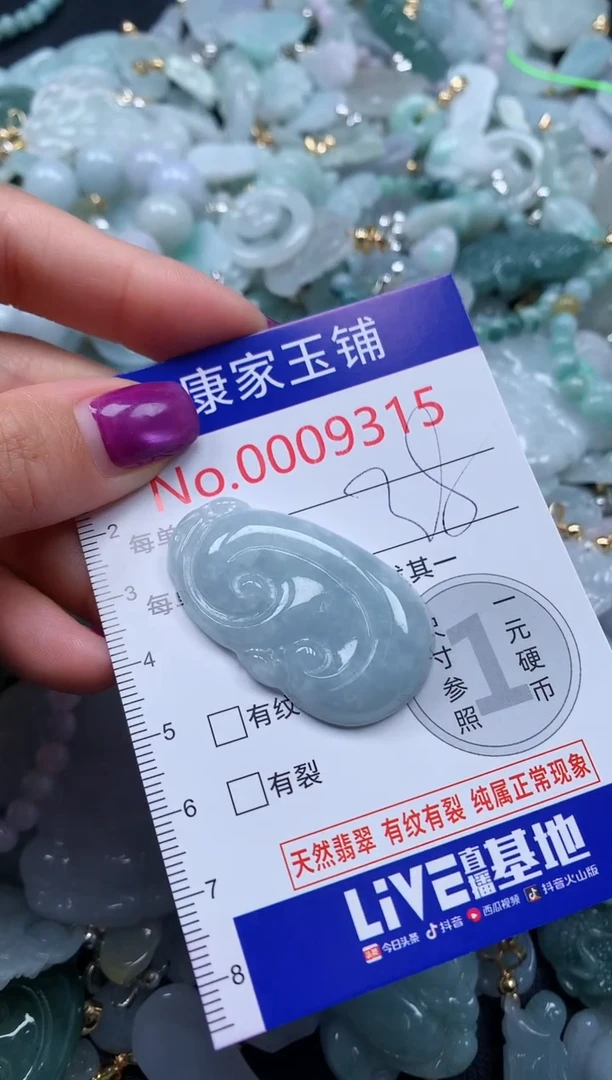 康家玉铺
No.0009315
38
2
每单
3
每单
其一
4
一元硬币
1
尺寸参照
5
有纹
6
有裂
天然翡翠 有纹有裂 纯属正常现象
7
LiVE直播基地
今日头条 抖音 西瓜视频 抖音火山版
8